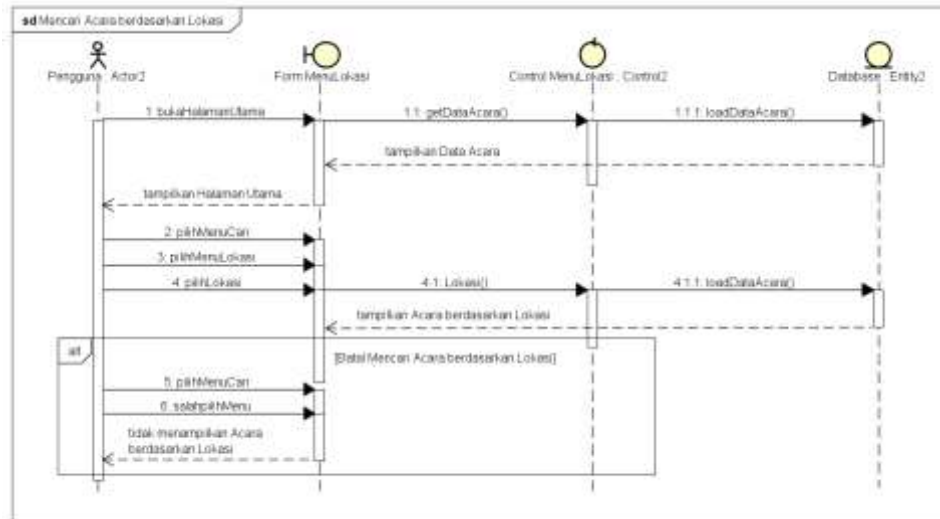 sd Mencari Acara berdasarkan Lokasi
Pengguna : Actor2
Form MenuLokasi
Control MenuLokasi : Control2
Database : Entity2
1: bukaHalamanUtama
1.1: getDataAcara()
1.1.1: loadDataAcara()
tampilkan Data Acara
tampilkan Halaman Utama
2: pilihMenuCari
3: pilihMenuLokasi
4: pilihLokasi
4.1: Lokasi()
4.1.1: loadDataAcara()
tampilkan Acara berdasarkan Lokasi
alt
[Batal Mencari Acara berdasarkan Lokasi]
5: pilihMenuCari
6: salahpilihMenu
tidak menampilkan Acara
berdasarkan Lokasi